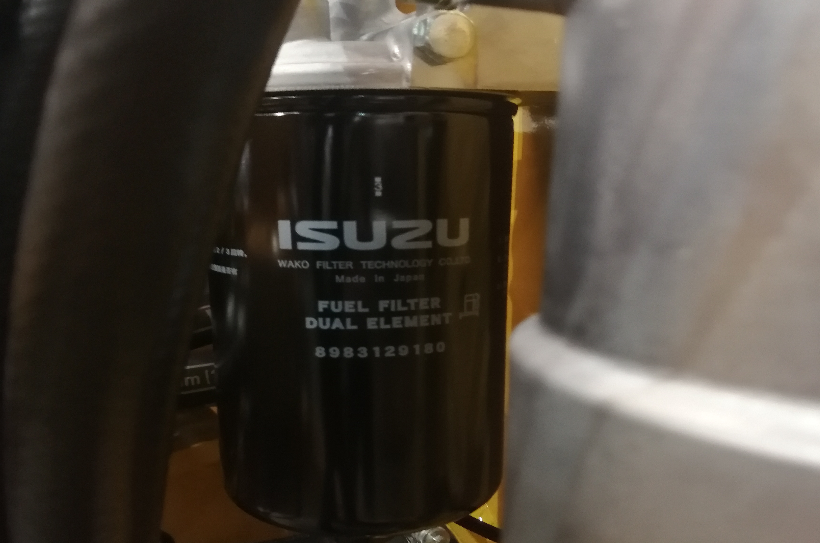 ISUZU
WAKO FILTER TECHNOLOGY CO.,LTD.
Made in Japan
FUEL FILTER
DUAL ELEMENT
8983129180